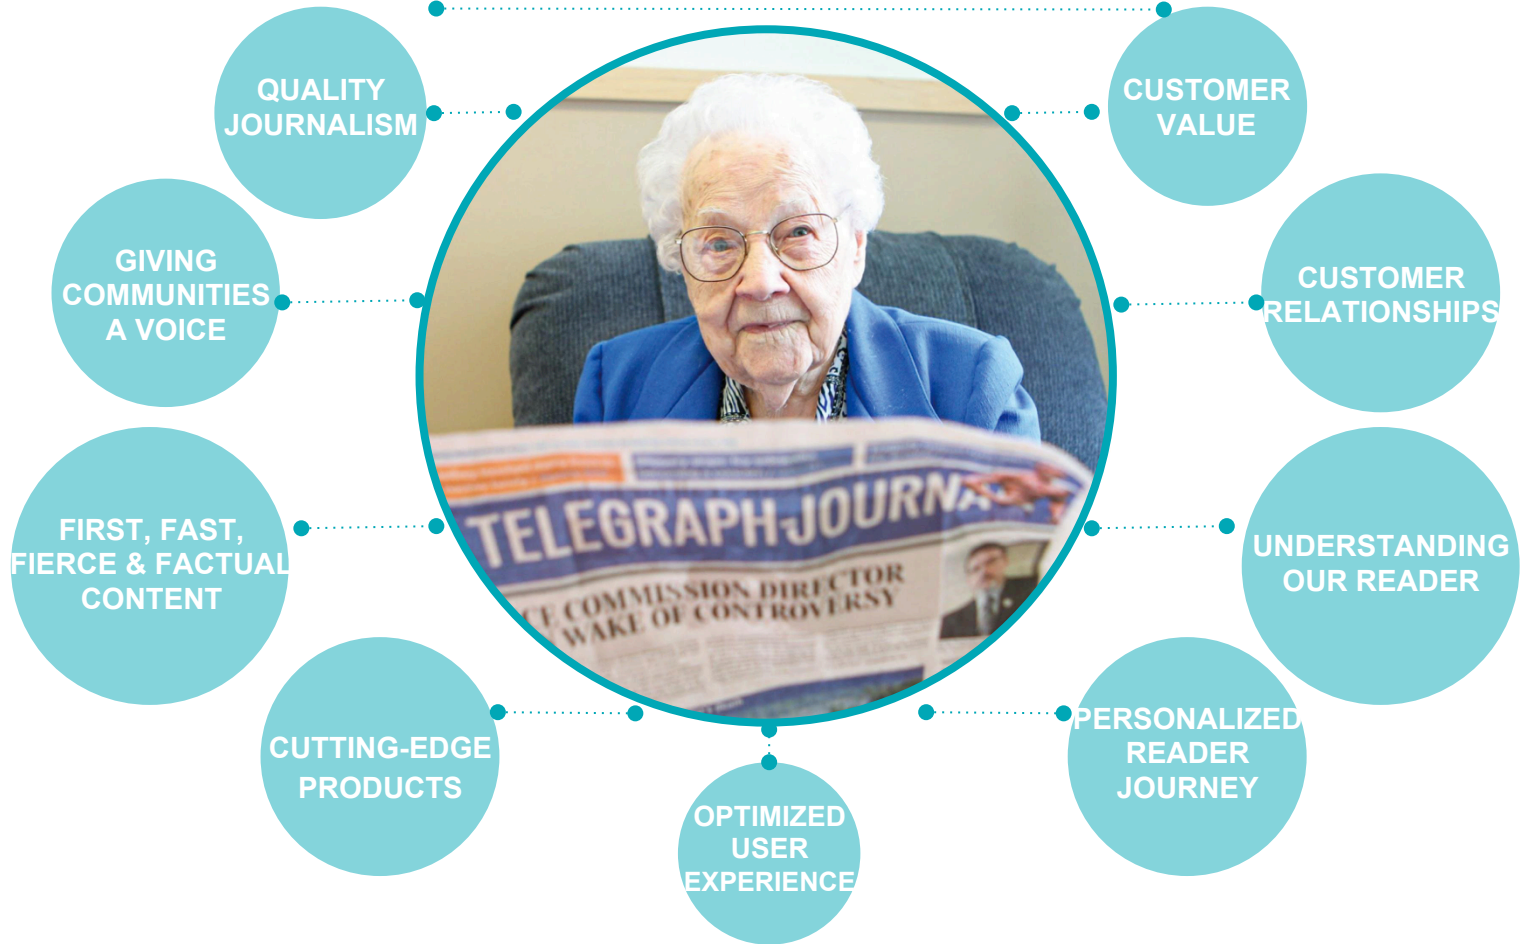 QUALITY
JOURNALISM
CUSTOMER
VALUE
GIVING
COMMUNITIES
A VOICE
CUSTOMER
RELATIONSHIPS
TELEGRAPH-JOURNA
COMMISSION DIRECTOR
WAKE OF CONTROVERSY
FIRST, FAST,
FIERCE & FACTUAL
CONTENT
UNDERSTANDING
OUR READER
CUTTING-EDGE
PRODUCTS
PERSONALIZED
READER
JOURNEY
OPTIMIZED
USER
EXPERIENCE